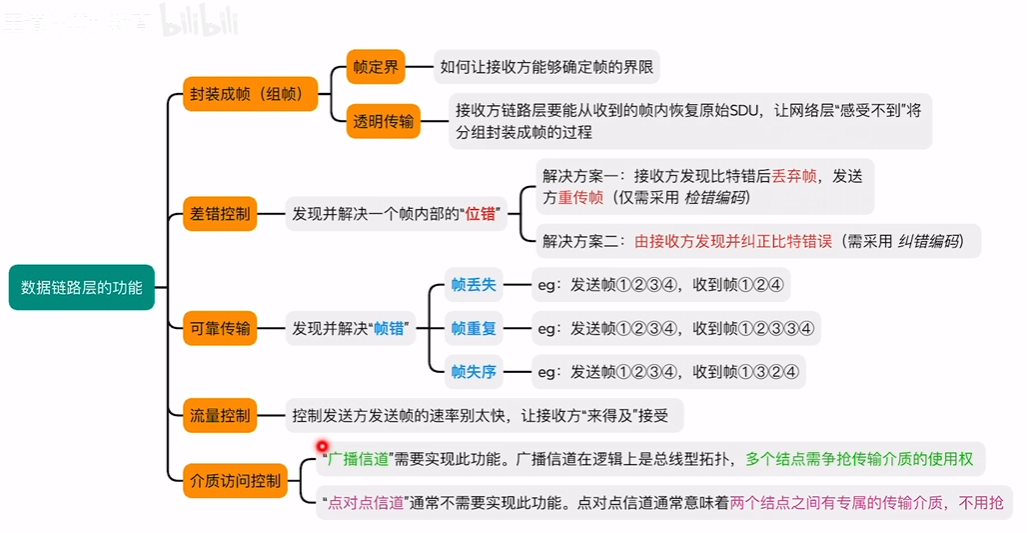 bilibili
封装成帧（组帧）
帧定界
如何让接收方能够确定帧的界限
透明传输
接收方链路层要能从收到的帧内恢复原始SDU，让网络层“感受不到”将
分组封装成帧的过程
差错控制
发现并解决一个帧内部的“位错”
解决方案一：接收方发现比特错后丢弃帧，发送
方重传帧（仅需采用 检错编码）
解决方案二：由接收方发现并纠正比特错误（需采用 纠错编码）
数据链路层的功能
可靠传输
发现并解决“帧错”
帧丢失
eg：发送帧①②③④，收到帧①②④
帧重复
eg：发送帧①②③④，收到帧①②③③④
帧失序
eg：发送帧①②③④，收到帧①③②④
流量控制
控制发送方发送帧的速率别太快，让接收方“来得及”接受
介质访问控制
“广播信道”需要实现此功能。广播信道在逻辑上是总线型拓扑，多个结点需争抢传输介质的使用权
“点对点信道”通常不需要实现此功能。点对点信道通常意味着两个结点之间有专属的传输介质，不用抢